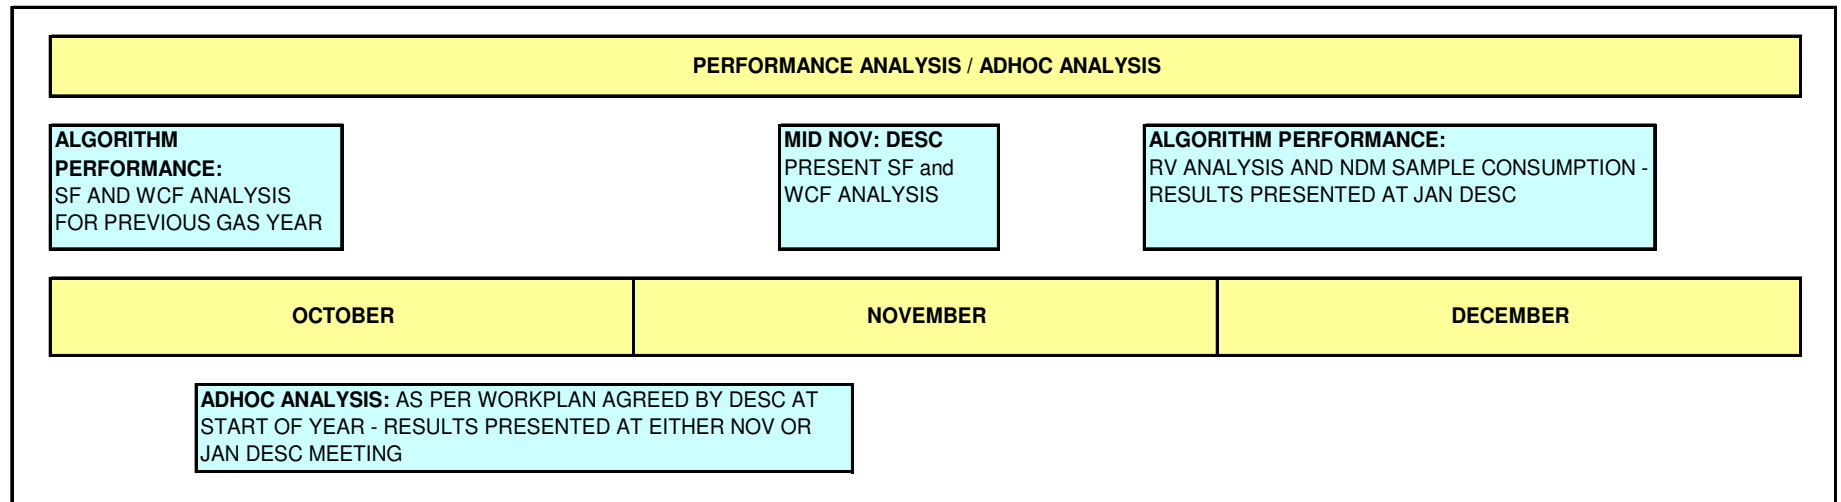 PERFORMANCE ANALYSIS / ADHOC ANALYSIS
ALGORITHM
PERFORMANCE:
SF AND WCF ANALYSIS
FOR PREVIOUS GAS YEAR
MID NOV: DESC
PRESENT SF and
WCF ANALYSIS
ALGORITHM PERFORMANCE:
RV ANALYSIS AND NDM SAMPLE CONSUMPTION -
RESULTS PRESENTED AT JAN DESC
OCTOBER
NOVEMBER
DECEMBER
ADHOC ANALYSIS: AS PER WORKPLAN AGREED BY DESC AT
START OF YEAR - RESULTS PRESENTED AT EITHER NOV OR
JAN DESC MEETING